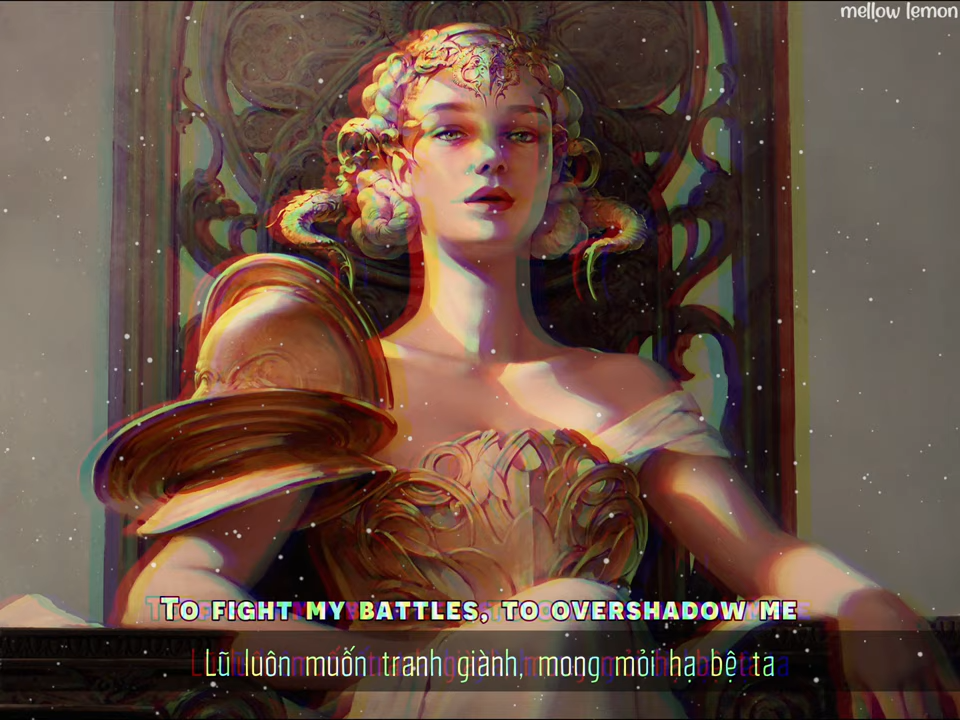 mellow lemon
TO FIGHT MY BATTLES, TO OVERSHADOW ME
Lũ luôn muốn tranh giành, mong mỏi hạ bệ ta